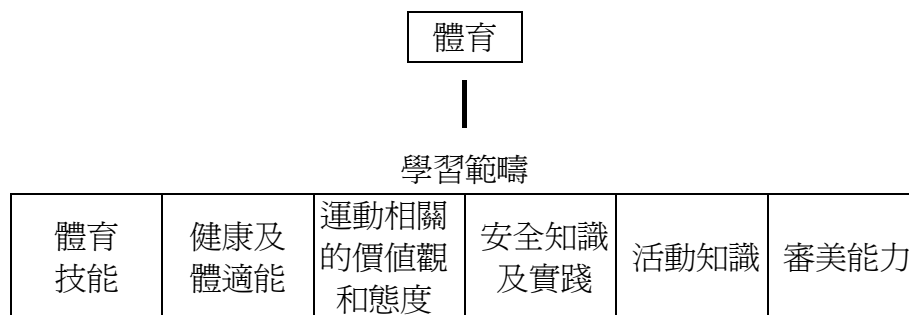 體育
學習範疇
體育
技能
健康及
體適能
運動相關
的價值觀
和態度
安全知識
及實踐
活動知識
審美能力